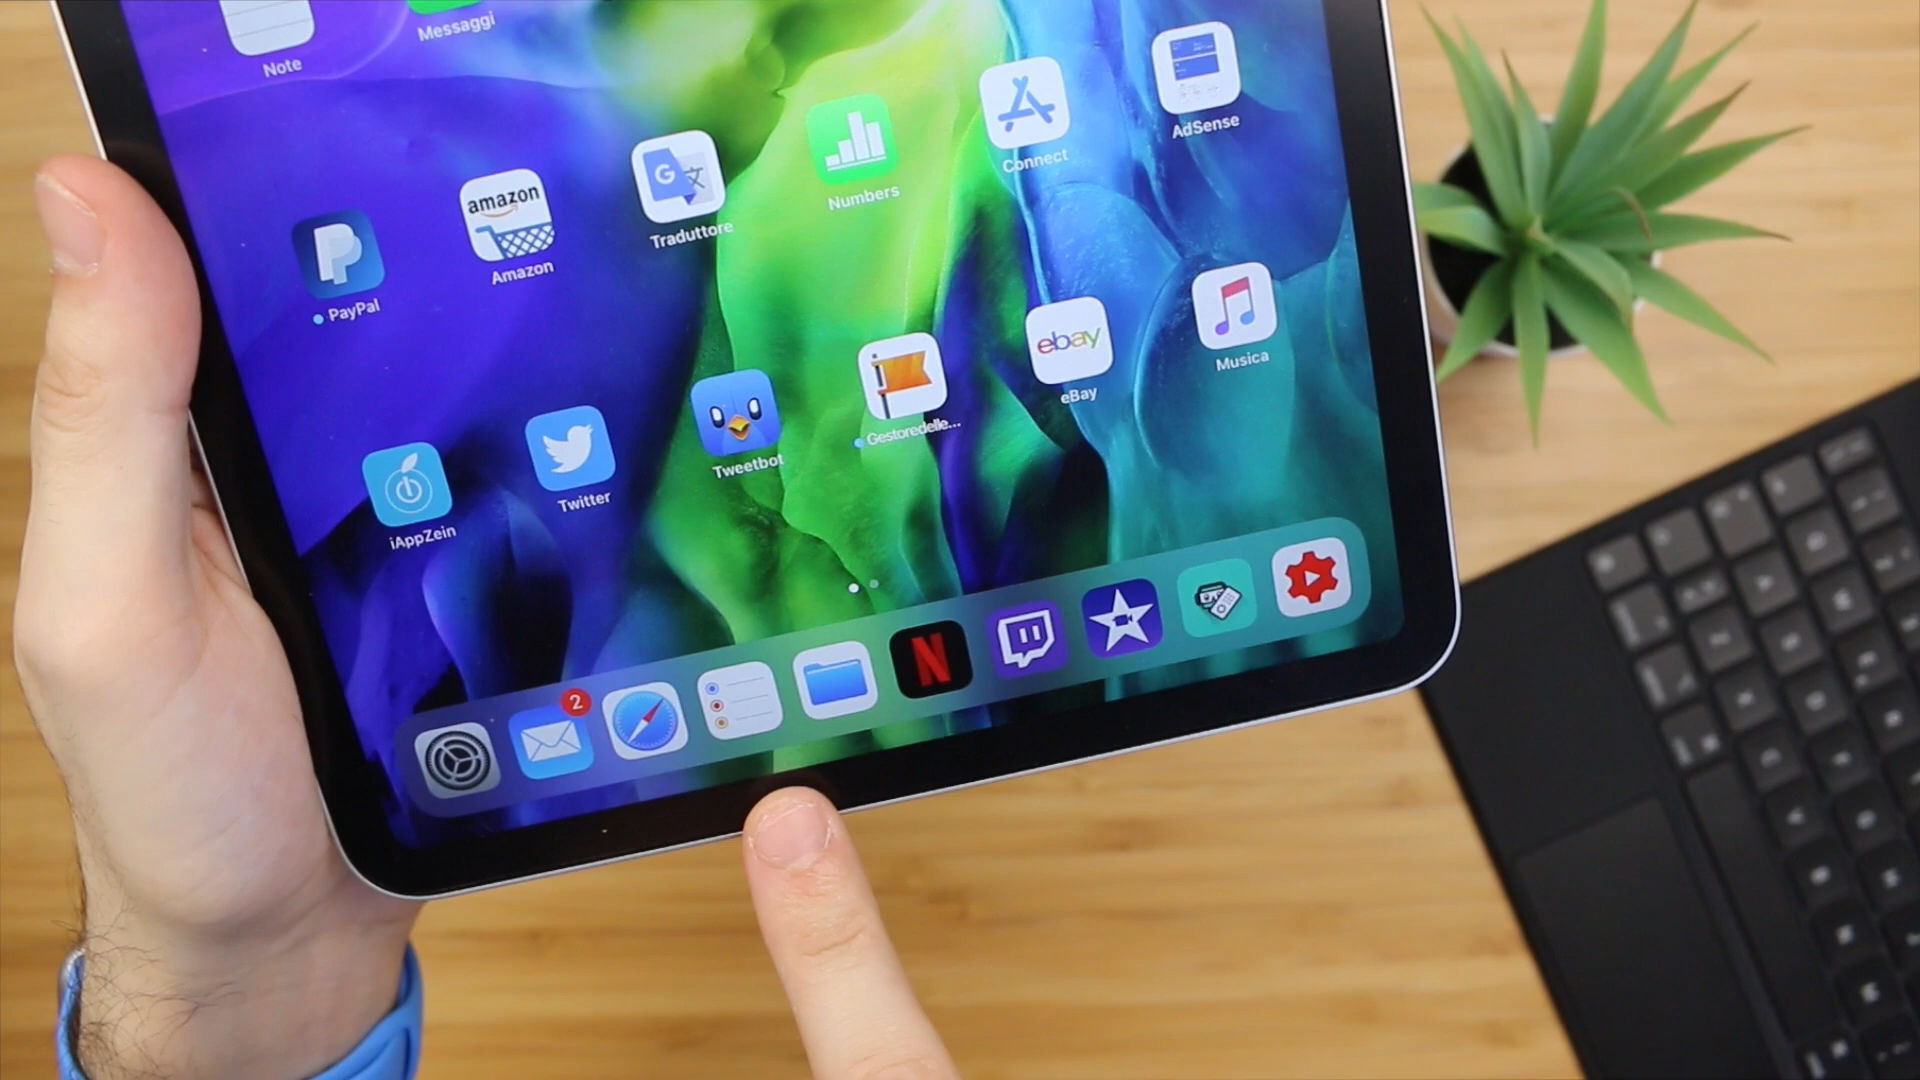 Note
Messaggi
PayPal
amazon
Amazon
G
Traduttore
Numbers
Connect
AdSense
iAppZein
Twitter
Tweetbot
Gestoredelle...
ebay
eBay
Musica
2
N